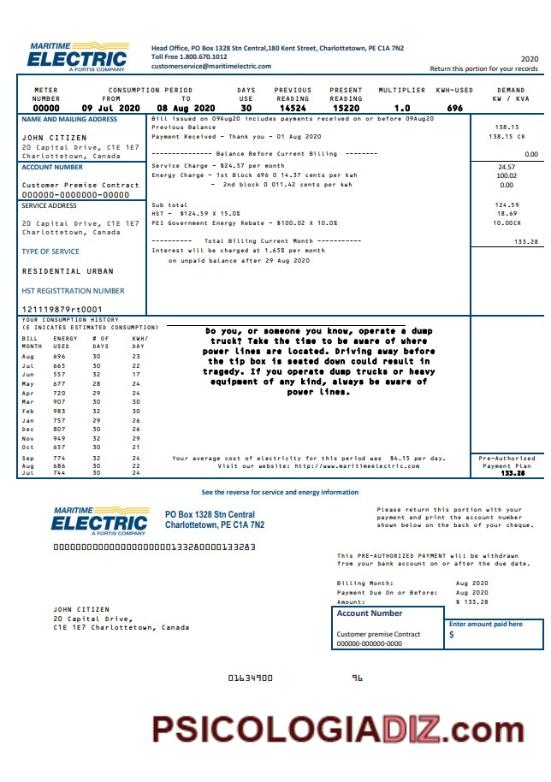 MARITIME
ELECTRIC
A FORTIS COMPANY
Head Office, PO Box 1328 Stn Central,180 Kent Street, Charlottetown, PE C1A 7N2
Toll Free 1.800.670.1012
customerservice@maritimeelectric.com
2020
Return this portion for your records
METER CONSUMPTION PERIOD DAYS PREVIOUS PRESENT MULTIPLIER KWH-USED DEMAND
NUMBER FROM TO USE READING READING KW / KVA
00000 09 Jul 2020 08 Aug 2020 30 14524 15220 1.0 696
NAME AND MAILING ADDRESS
JOHN CITIZEN
20 Capital Drive, C1E 1E7
Charlottetown, Canada
ACCOUNT NUMBER
Customer Premise Contract
000000-0000000-00000
SERVICE ADDRESS
20 Capital Drive, C1E 1E7
Charlottetown, Canada
TYPE OF SERVICE
RESIDENTIAL URBAN
HST REGISTTRATION NUMBER
121119879rt0001
Bill issued on 09Aug20 includes payments received on or before 09Aug20
Previous Balance 138.15
Payment Received - Thank you - 01 Aug 2020 138.15 CR
---------- Balance Before Current Billing -------- 0.00
Service Charge - $24.57 per month 24.57
Energy Charge - 1st Block 696 @ 14.37 cents per kwh 100.02
- 2nd block 0 @11.42 cents per kwh 0.00
Sub total 124.59
HST - $124.59 X 15.0% 18.69
PEI Government Energy Rebate - $100.02 X 10.0% 10.00CR
---------- Total Billing Current Month ---------- 133.28
Interest will be charged at 1.65% per month
on unpaid balance after 29 Aug 2020
YOUR CONSUMPTION HISTORY
(E INICATES ESTIMATED CONSUMPTION)
BILL ENERGY # OF KWH/
MONTH USED DAYS DAY
Aug 696 30 23
Jul 665 30 22
Jun 557 32 17
May 677 28 24
Apr 720 29 24
Mar 907 30 30
Feb 983 32 30
Jan 757 29 26
Dec 807 30 26
Nov 949 32 29
Oct 657 30 21
Sep 774 32 24
Aug 686 30 22
Jul 744 30 24
Do you, or someone you know, operate a dump
truck? Take the time to be aware of where
power lines are located. Driving away before
the tip box is seated down could result in
tragedy. If you operate dump trucks or heavy
equipment of any kind, always be aware of
power lines.
Your average cost of electricity for this period was $4.15 per day.
Visit our website: http://www.maritimeelectric.com
Pre-Authorized
Payment Plan
133.28
See the reverse for service and energy information
MARITIME
ELECTRIC
A FORTIS COMPANY
PO Box 1328 Stn Central
Charlottetown, PE C1A 7N2
Please return this portion with your
payment and print the account number
shown below on the back of your cheque.
This PRE-AUTHORIZED PAYMENT will be withdrawn
from your bank account on or after the due date.
Billing Month: Aug 2020
Payment Due On or Before: Aug 2020
Amount: $ 133.28
JOHN CITIZEN
20 Capital Drive,
C1E 1E7 Charlottetown, Canada
Account Number
Customer premise Contract
000000-000000-0000
Enter amount paid here
$
01634900 96
PSICOLOGIADIZ.com